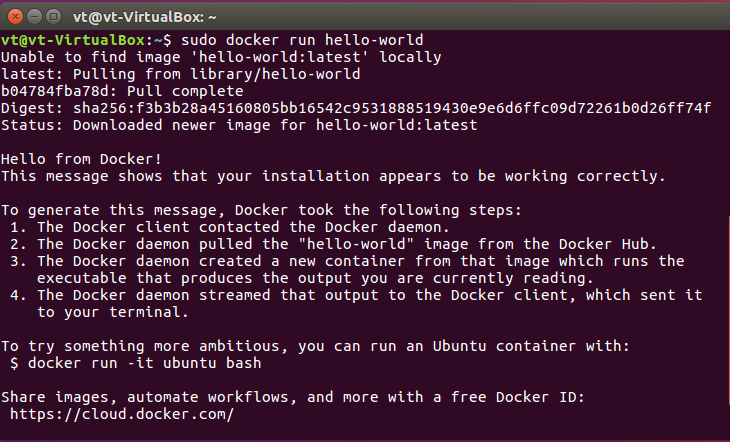 vt@vt-VirtualBox: ~
vt@vt-VirtualBox:~$ sudo docker run hello-world
Unable to find image 'hello-world:latest' locally
latest: Pulling from library/hello-world
b04784fba78d: Pull complete
Digest: sha256:f3b3b28a45160805bb16542c9531888519430e9e6d6ffc09d72261b0d26ff74f
Status: Downloaded newer image for hello-world:latest

Hello from Docker!
This message shows that your installation appears to be working correctly.

To generate this message, Docker took the following steps:
 1. The Docker client contacted the Docker daemon.
 2. The Docker daemon pulled the "hello-world" image from the Docker Hub.
 3. The Docker daemon created a new container from that image which runs the
    executable that produces the output you are currently reading.
 4. The Docker daemon streamed that output to the Docker client, which sent it
    to your terminal.

To try something more ambitious, you can run an Ubuntu container with:
 $ docker run -it ubuntu bash

Share images, automate workflows, and more with a free Docker ID:
 https://cloud.docker.com/